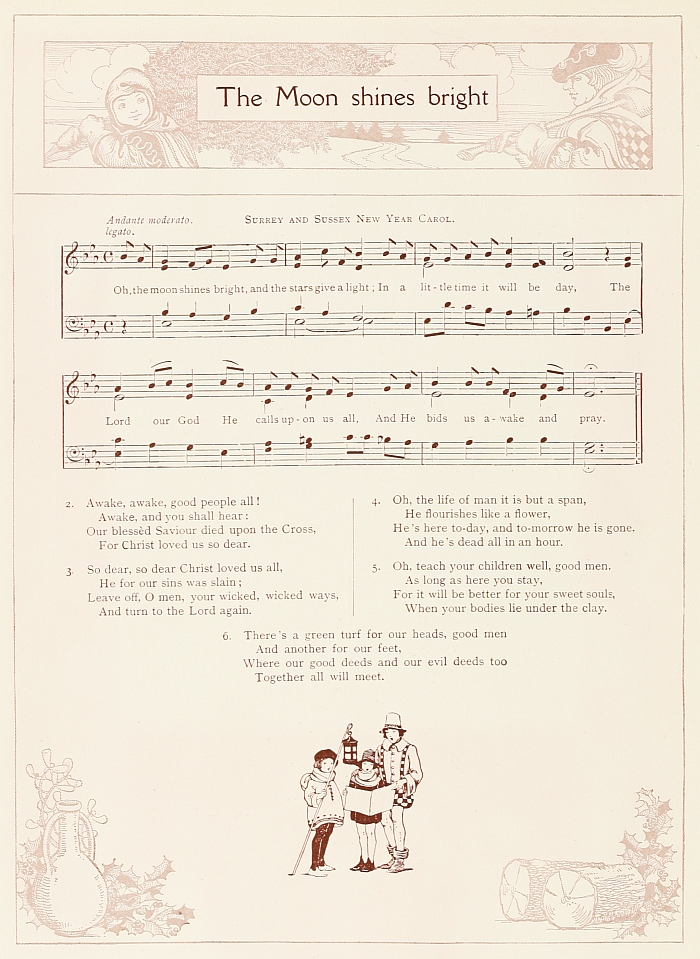 The Moon shines bright
Andante moderato.
SURREY AND SUSSEX NEW YEAR CAROL.
legato.
Oh, the moon shines bright, and the stars give a light; In a lit-tle time it will be day, The
Lord our God He calls up-on us all, And He bids us a-wake and pray.
2. Awake, awake, good people all!
Awake, and you shall hear:
Our blessèd Saviour died upon the Cross,
For Christ loved us so dear.
3. So dear, so dear Christ loved us all,
He for our sins was slain;
Leave off, O men, your wicked, wicked ways,
And turn to the Lord again.
4. Oh, the life of man it is but a span,
He flourishes like a flower,
He's here to-day, and to-morrow he is gone.
And he's dead all in an hour.
5. Oh, teach your children well, good men.
As long as here you stay,
For it will be better for your sweet souls,
When your bodies lie under the clay.
6. There's a green turf for our heads, good men
And another for our feet,
Where our good deeds and our evil deeds too
Together all will meet.